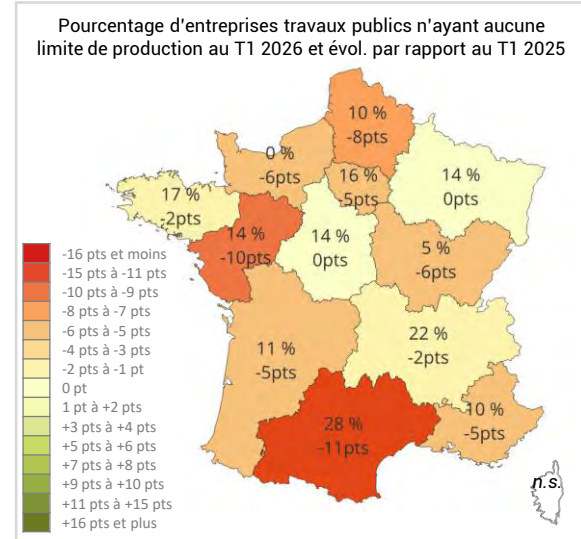 Pourcentage d'entreprises travaux publics n'ayant aucune
limite de production au T1 2026 et évol. par rapport au T1 2025
10 %
-8pts
0 %
-6pts
16 %
-5pts
14 %
0pts
17 %
-2pts
14 %
-10pts
14 %
0pts
5 %
-6pts
11 %
-5pts
22 %
-2pts
28 %
-11pts
10 %
-5pts
n.s.
-16 pts et moins
-15 pts à -11 pts
-10 pts à -9 pts
-8 pts à -7 pts
-6 pts à -5 pts
-4 pts à -3 pts
-2 pts à -1 pt
0 pt
1 pt à +2 pts
+3 pts à +4 pts
+5 pts à +6 pts
+7 pts à +8 pts
+9 pts à +10 pts
+11 pts à +15 pts
+16 pts et plus